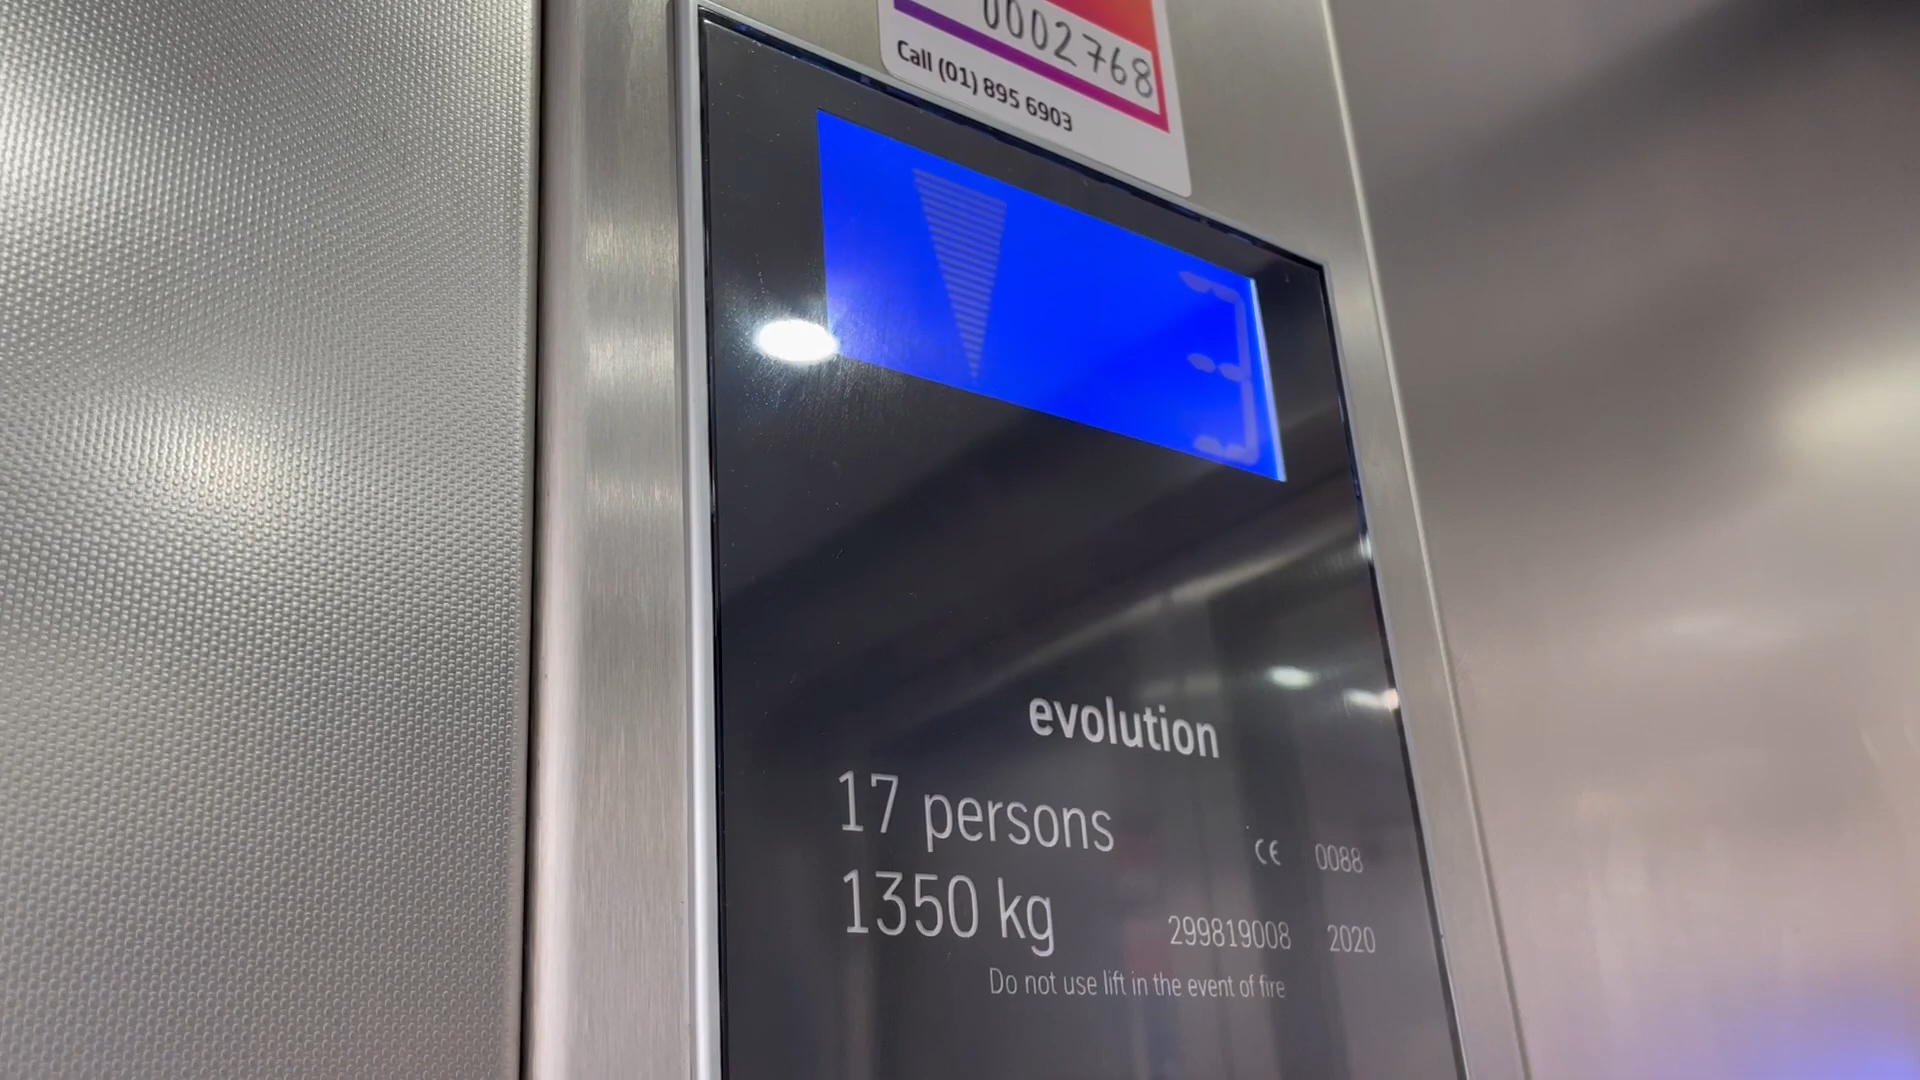 0002768
Call (01) 895 6903
3
evolution
17 persons
1350 kg
CE 0088
299819008 2020
Do not use lift in the event of fire